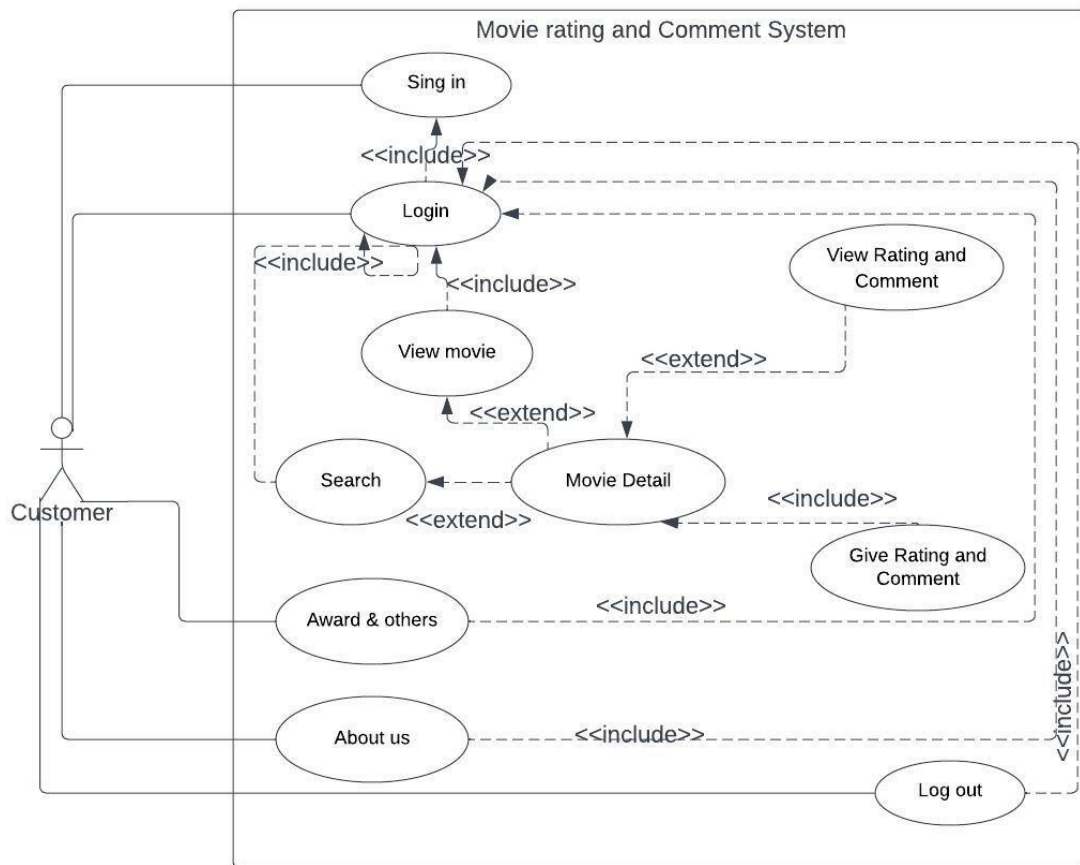 Movie rating and Comment System
Sing in
<<include>>
Login
<<include>>
<<include>>
View Rating and
Comment
View movie
<<extend>>
<<extend>>
Search
Movie Detail
<<include>>
Customer
<<extend>>
Give Rating and
Comment
Award & others
<<include>>
<<include>>
About us
<<include>>
Log out